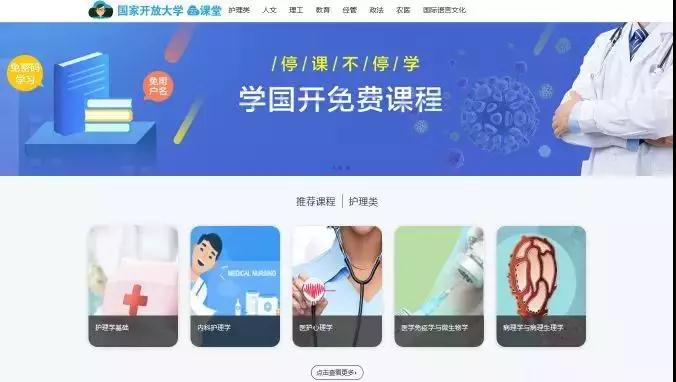 国家开放大学 云课堂 护理类 人文 理工 教育 经管 政法 农医 国际语言文化
免密码
学习
免用
户名
/停/课/不/停/学
学国开免费课程
推荐课程 | 护理类
MEDICAL NURSING
护理学基础
内科护理学
医护心理学
医学免疫学与微生物学
病理学与病理生理学
点击查看更多›